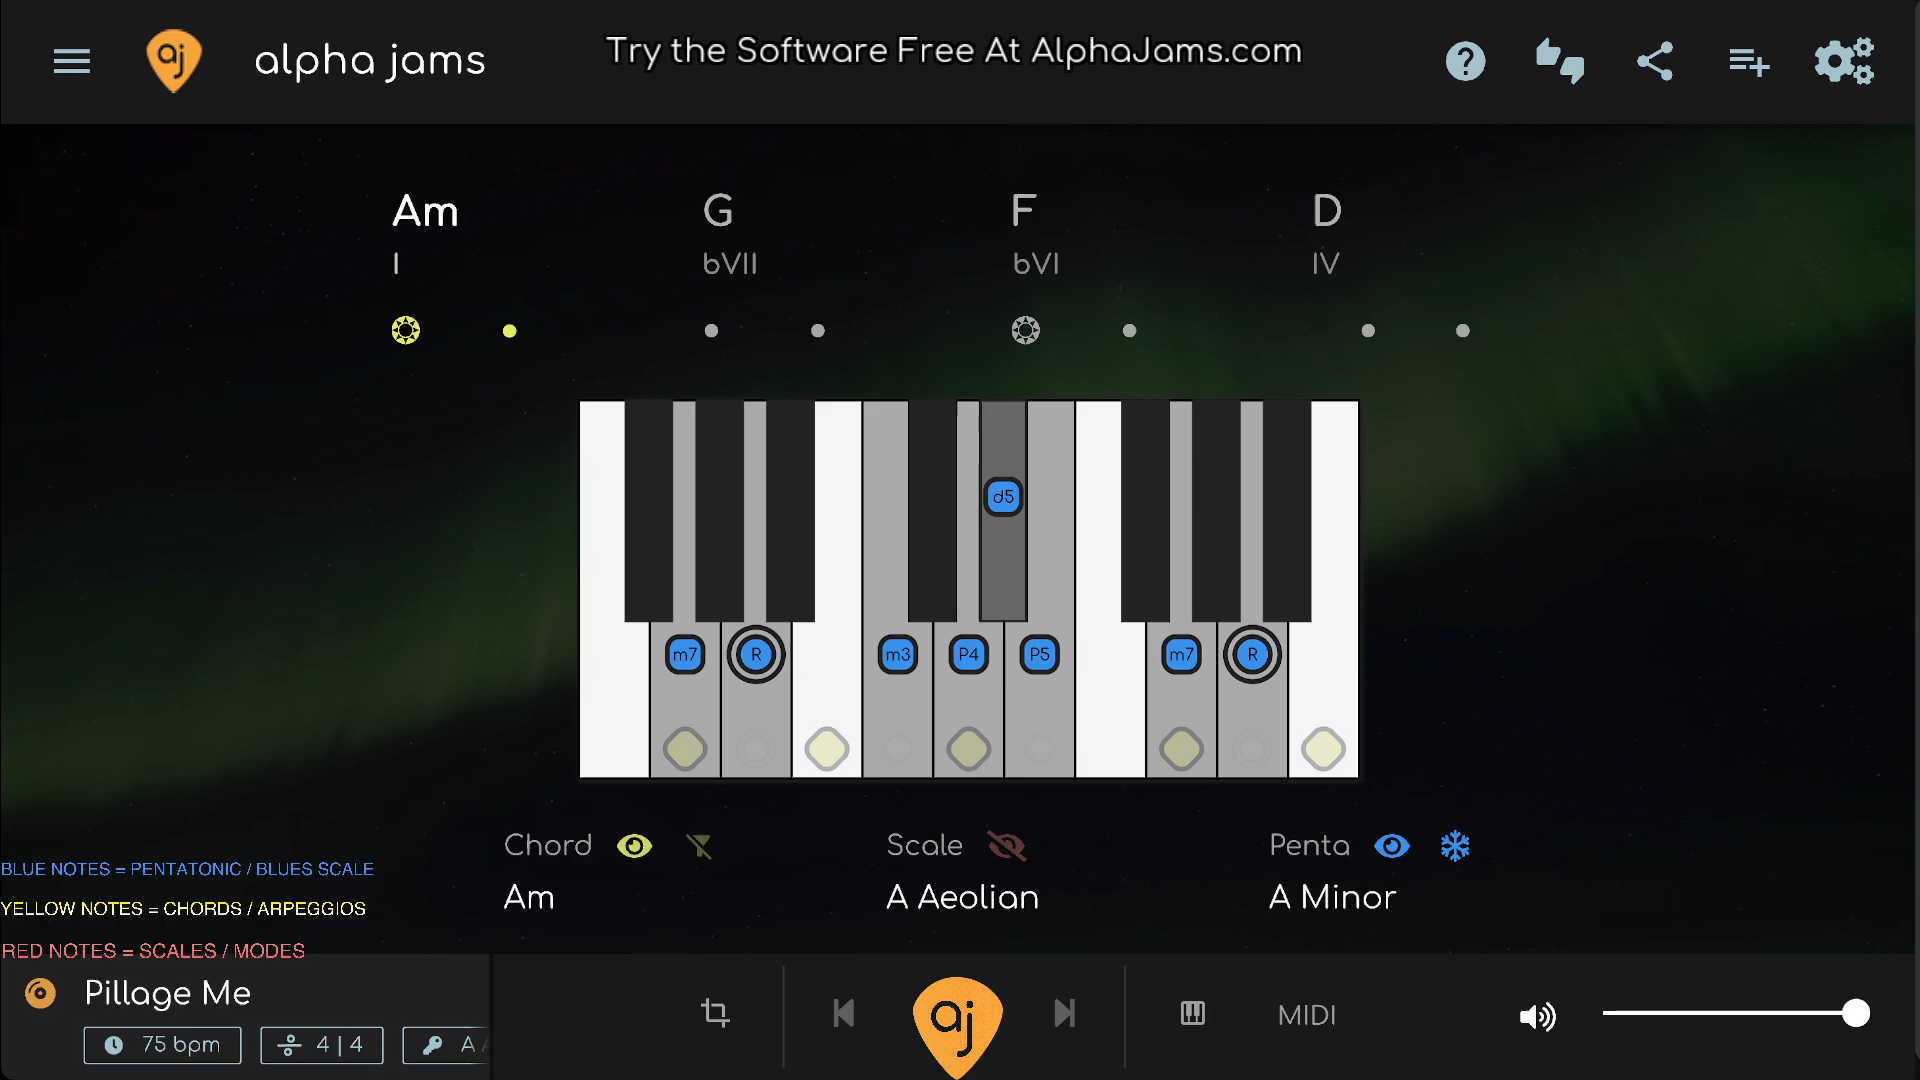 aj alpha jams Try the Software Free At AlphaJams.com ?
Am G F D
I bVII bVI IV
d5
m7 R m3 P4 P5 m7 R
Chord Scale Penta
Am A Aeolian A Minor
BLUE NOTES = PENTATONIC / BLUES SCALE
YELLOW NOTES = CHORDS / ARPEGGIOS
RED NOTES = SCALES / MODES
Pillage Me
75 bpm 4 | 4 A
aj MIDI